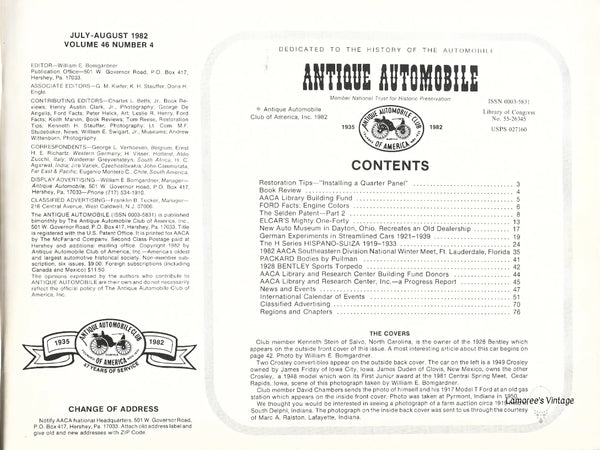 JULY-AUGUST 1982
VOLUME 46 NUMBER 4
EDITOR—William E. Bomgardner
Publication Office—501 W. Governor Road, P.O. Box 417,
Hershey, Pa. 17033.
ASSOCIATE EDITORS - G. M. Kiefer; K. H. Stauffer; Doris H.
Engle.
CONTRIBUTING EDITORS—Charles L. Betts, Jr., Book Re-
views; Henry Austin Clark, Jr., Photography; George De
Angelis, Ford Facts; Peter Helck, Art; Leslie R. Henry, Ford
Facts; Keith Marvin, Book Reviews; Tom Reese, Restoration
Tips; Kenneth H. Stauffer, Photography; Lt. Com. M.F.
Studebaker, News; William E. Swigart, Jr., Museums; Andrew
Wittenborn, Photography.
CORRESPONDENTS—George L. Verhoeven, Belgium; Ernst
H. E. Richartz, Western Germany; H. Visser, Holland; Aldo
Zucchi, Italy; Waldemar Greyvensteyn, South Africa; H. C.
Agarwal, India; Jiri Vanek, Czechoslovakia; John Cammorata,
Far East & Pacific; Eugenio Montero C., Chile, South America.
DISPLAY ADVERTISING—William E. Bomgardner, Manager—
Antique Automobile, 501 W. Governor Road, P.O. Box 417,
Hershey, Pa. 17033—Phone (717) 534-1910.
CLASSIFIED ADVERTISING—Franklin B. Tucker, Manager—
216 Central Avenue, West Caldwell, N.J. 07006.
The ANTIQUE AUTOMOBILE (ISSN 0003-5831) is published
bimonthly by The Antique Automobile Club of America, Inc.,
501 W. Governor Road, P.O. Box 417, Hershey, Pa. 17033. Title
is registered with the U.S. Patent Office. It is printed for AACA
by The McFarland Company. Second Class Postage paid at
Hershey and additional mailing office. Copyright 1982 by
Antique Automobile Club of America, Inc.—America's oldest
and largest automotive historical society. Non-member sub-
scription, six issues, $9.00. Foreign subscriptions (including
Canada and Mexico) $11.50.
The opinions expressed by the authors who contribute to
ANTIQUE AUTOMOBILE are their own and do not necessarily
reflect the official policy of The Antique Automobile Club of
America, Inc.
1935 ANTIQUE AUTOMOBILE CLUB OF AMERICA 1982
47 YEARS OF SERVICE
CHANGE OF ADDRESS
Notify AACA National Headquarters, 501 W. Governor Road,
P.O. Box 417, Hershey, Pa. 17033. Attach old address label and
give old and new addresses with ZIP Code.
DEDICATED TO THE HISTORY OF THE AUTOMOBILE
ANTIQUE AUTOMOBILE
Member National Trust for Historic Preservation
© Antique Automobile
Club of America, Inc. 1982
1935 ANTIQUE AUTOMOBILE CLUB OF AMERICA 1982
ISSN 0003-5831
Library of Congress
No. 55-26345
USPS 027160
CONTENTS
Restoration Tips—"Installing a Quarter Panel" 3
Book Review 4
AACA Library Building Fund 5
FORD Facts: Engine Colors 6
The Selden Patent—Part 2 8
ELCAR'S Mighty One-Forty 13
New Auto Museum in Dayton, Ohio, Recreates an Old Dealership 17
German Experiments in Streamlined Cars 1921-1939 19
The H Series HISPANO-SUIZA 1919-1933 24
1982 AACA Southeastern Division National Winter Meet, Ft. Lauderdale, Florida 35
PACKARD Bodies by Pullman 41
1928 BENTLEY Sports Torpedo 42
AACA Library and Research Center Building Fund Donors 44
AACA Library and Research Center, Inc.—a Progress Report 45
News and Events 47
International Calendar of Events 51
Classified Advertising 70
Regions and Chapters 76
THE COVERS
Club member Kenneth Stein of Salvo, North Carolina, is the owner of the 1928 Bentley which
appears on the outside front cover of this issue. A most interesting article about this car begins on
page 42. Photo by William E. Bomgardner.
Two Crosley convertibles appear on the outside back cover. The car on the left is a 1949 Crosley
owned by James Friday of Iowa City, Iowa. James Duden of Clovis, New Mexico, owns the other
Crosley, a 1948 model which won its First Junior award at the 1981 Central Spring Meet, Cedar
Rapids, Iowa, scene of this photograph taken by William E. Bomgardner.
Club member David Chambers sends the photo of himself and his 1917 Model T Ford at an old gas
station which appears on the inside front cover. Photo was taken at Pyrmont, Indiana in 1950.
We thought you would be interested in seeing a photograph of a farm auction circa 191
South Delphi, Indiana. The photograph on the inside back cover was sent to us through the courtesy
of Marc A. Ralston, Lafayette, Indiana.
Lamoree's Vintage